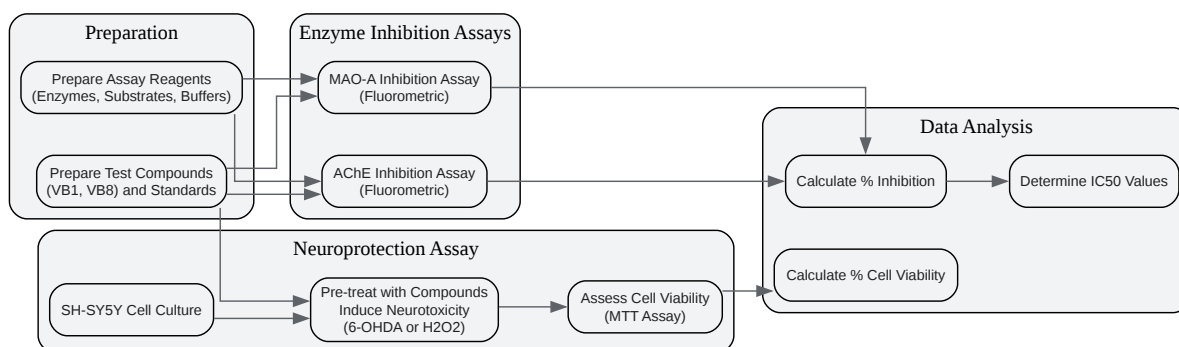 Preparation
Prepare Assay Reagents
(Enzymes, Substrates, Buffers)
Prepare Test Compounds
(VB1, VB8) and Standards
Enzyme Inhibition Assays
MAO-A Inhibition Assay
(Fluorometric)
AChE Inhibition Assay
(Fluorometric)
Neuroprotection Assay
SH-SY5Y Cell Culture
Pre-treat with Compounds
Induce Neurotoxicity
(6-OHDA or H2O2)
Assess Cell Viability
(MTT Assay)
Data Analysis
Calculate % Inhibition
Determine IC50 Values
Calculate % Cell Viability